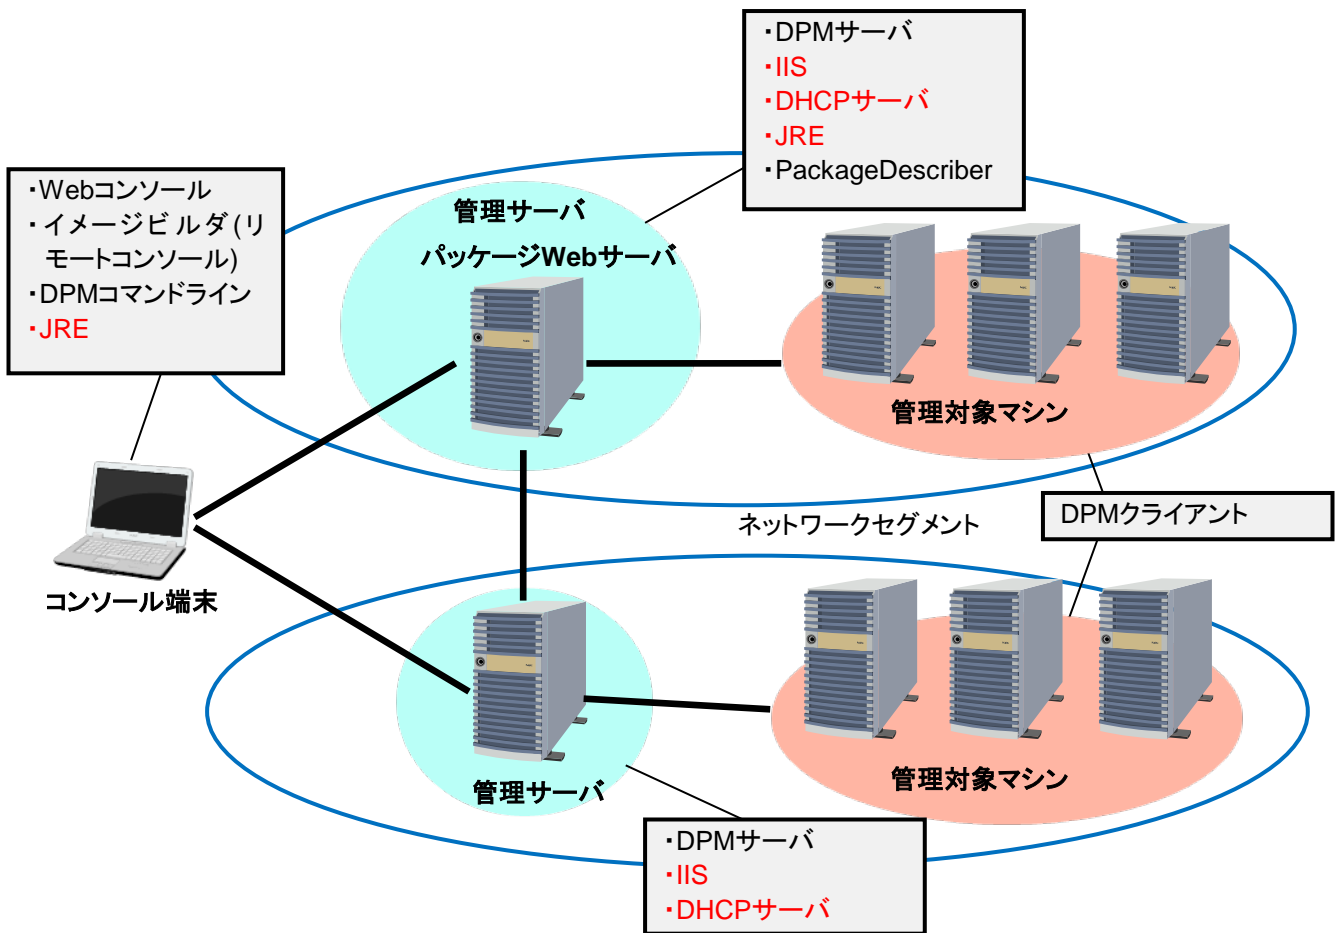 ・DPMサーバ
・IIS
・DHCPサーバ
・JRE
・PackageDescriber
・Webコンソール
・イメージビルダ(リ
モートコンソール)
・DPMコマンドライン
・JRE
管理サーバ
パッケージWebサーバ
管理対象マシン
DPMクライアント
ネットワークセグメント
コンソール端末
管理サーバ
管理対象マシン
・DPMサーバ
・IIS
・DHCPサーバ